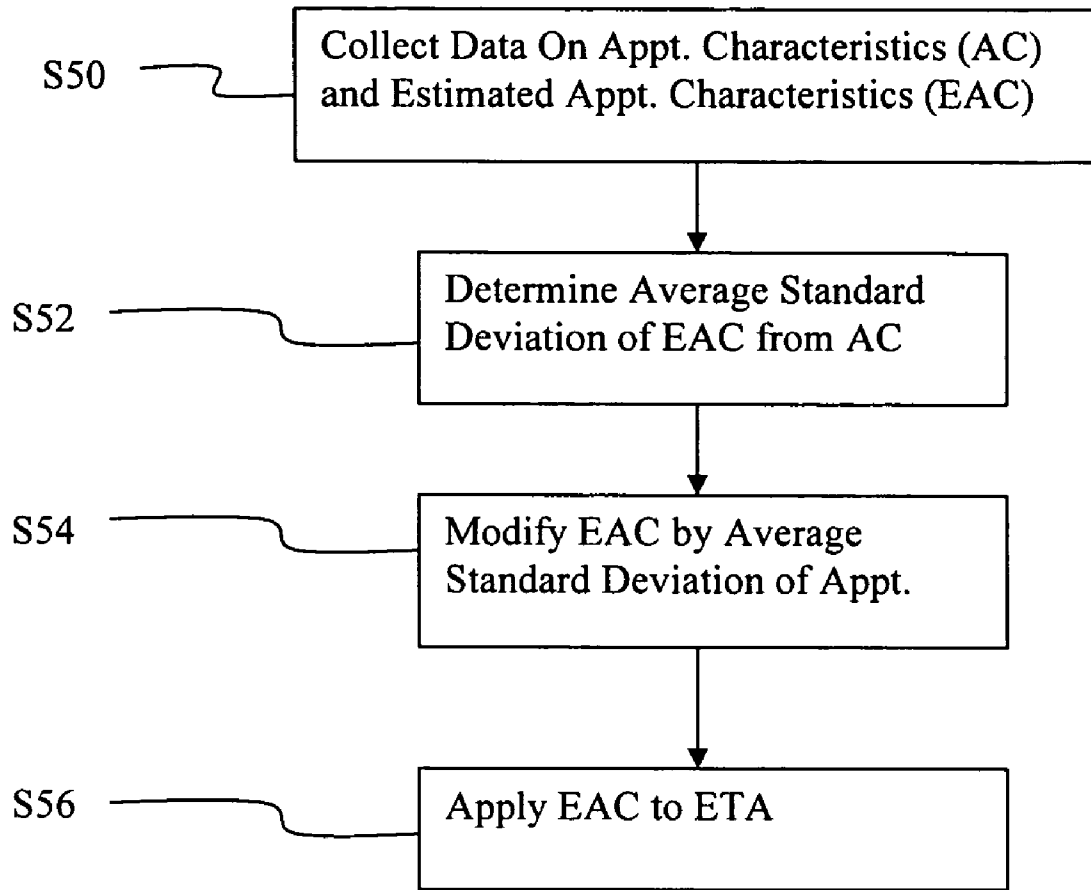 S50
Collect Data On Appt. Characteristics (AC)
and Estimated Appt. Characteristics (EAC)
S52
Determine Average Standard
Deviation of EAC from AC
S54
Modify EAC by Average
Standard Deviation of Appt.
S56
Apply EAC to ETA